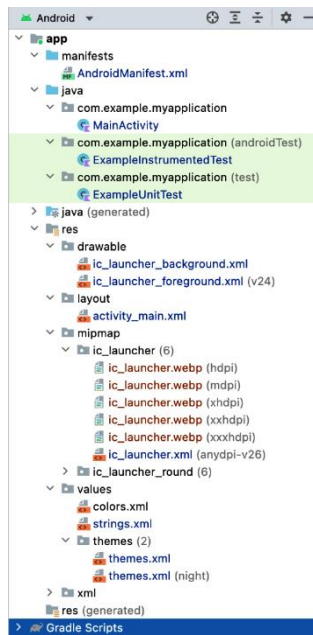 Android
app
manifests
AndroidManifest.xml
java
com.example.myapplication
MainActivity
com.example.myapplication (androidTest)
ExampleInstrumentedTest
com.example.myapplication (test)
ExampleUnitTest
java (generated)
res
drawable
ic_launcher_background.xml
ic_launcher_foreground.xml (v24)
layout
activity_main.xml
mipmap
ic_launcher (6)
ic_launcher.webp (hdpi)
ic_launcher.webp (mdpi)
ic_launcher.webp (xhdpi)
ic_launcher.webp (xxhdpi)
ic_launcher.webp (xxxhdpi)
ic_launcher.xml (anydpi-v26)
ic_launcher_round (6)
values
colors.xml
strings.xml
themes (2)
themes.xml
themes.xml (night)
xml
res (generated)
Gradle Scripts